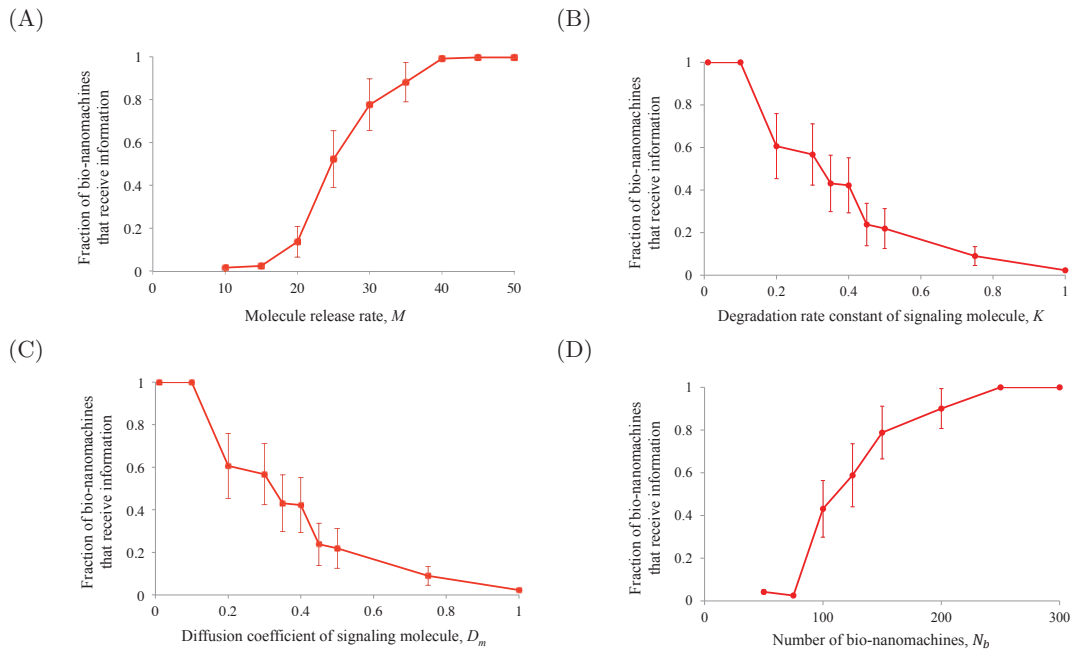 (A)
Fraction of bio-nanomachines
that receive information
1
0.8
0.6
0.4
0.2
0
0 10 20 30 40 50
Molecule release rate, M
(B)
Fraction of bio-nanomachines
that receive information
1
0.8
0.6
0.4
0.2
0
0 0.2 0.4 0.6 0.8 1
Degradation rate constant of signaling molecule, K
(C)
Fraction of bio-nanomachines
that receive information
1
0.8
0.6
0.4
0.2
0
0.2 0.4 0.6 0.8 1
Diffusion coefficient of signaling molecule, D_m
(D)
Fraction of bio-nanomachines
that receive information
1
0.8
0.6
0.4
0.2
0
0 100 200 300
Number of bio-nanomachines, N_b